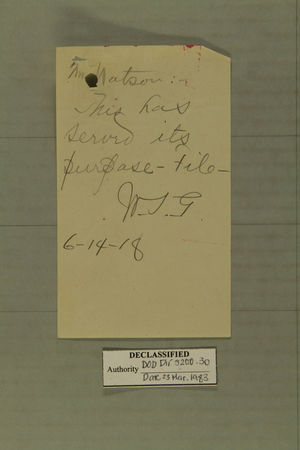 Mr Watson:-
This has
served its
purpose-file-
W.S.G.
6-14-18
DECLASSIFIED
Authority DOD Dir 5200.30
Date 23 Mar. 1983